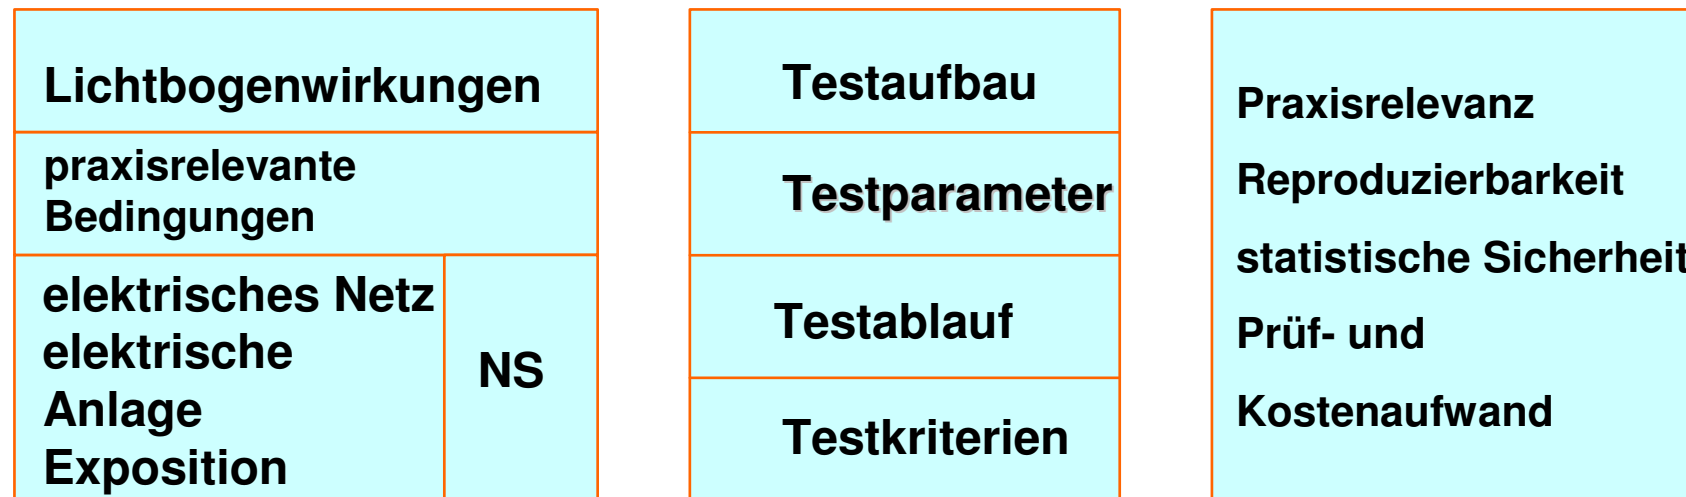 Lichtbogenwirkungen
praxisrelevante
Bedingungen
elektrisches Netz
elektrische
Anlage
Exposition
NS
Testaufbau
Testparameter
Testablauf
Testkriterien
Praxisrelevanz
Reproduzierbarkeit
statistische Sicherheit
Prüf- und
Kostenaufwand